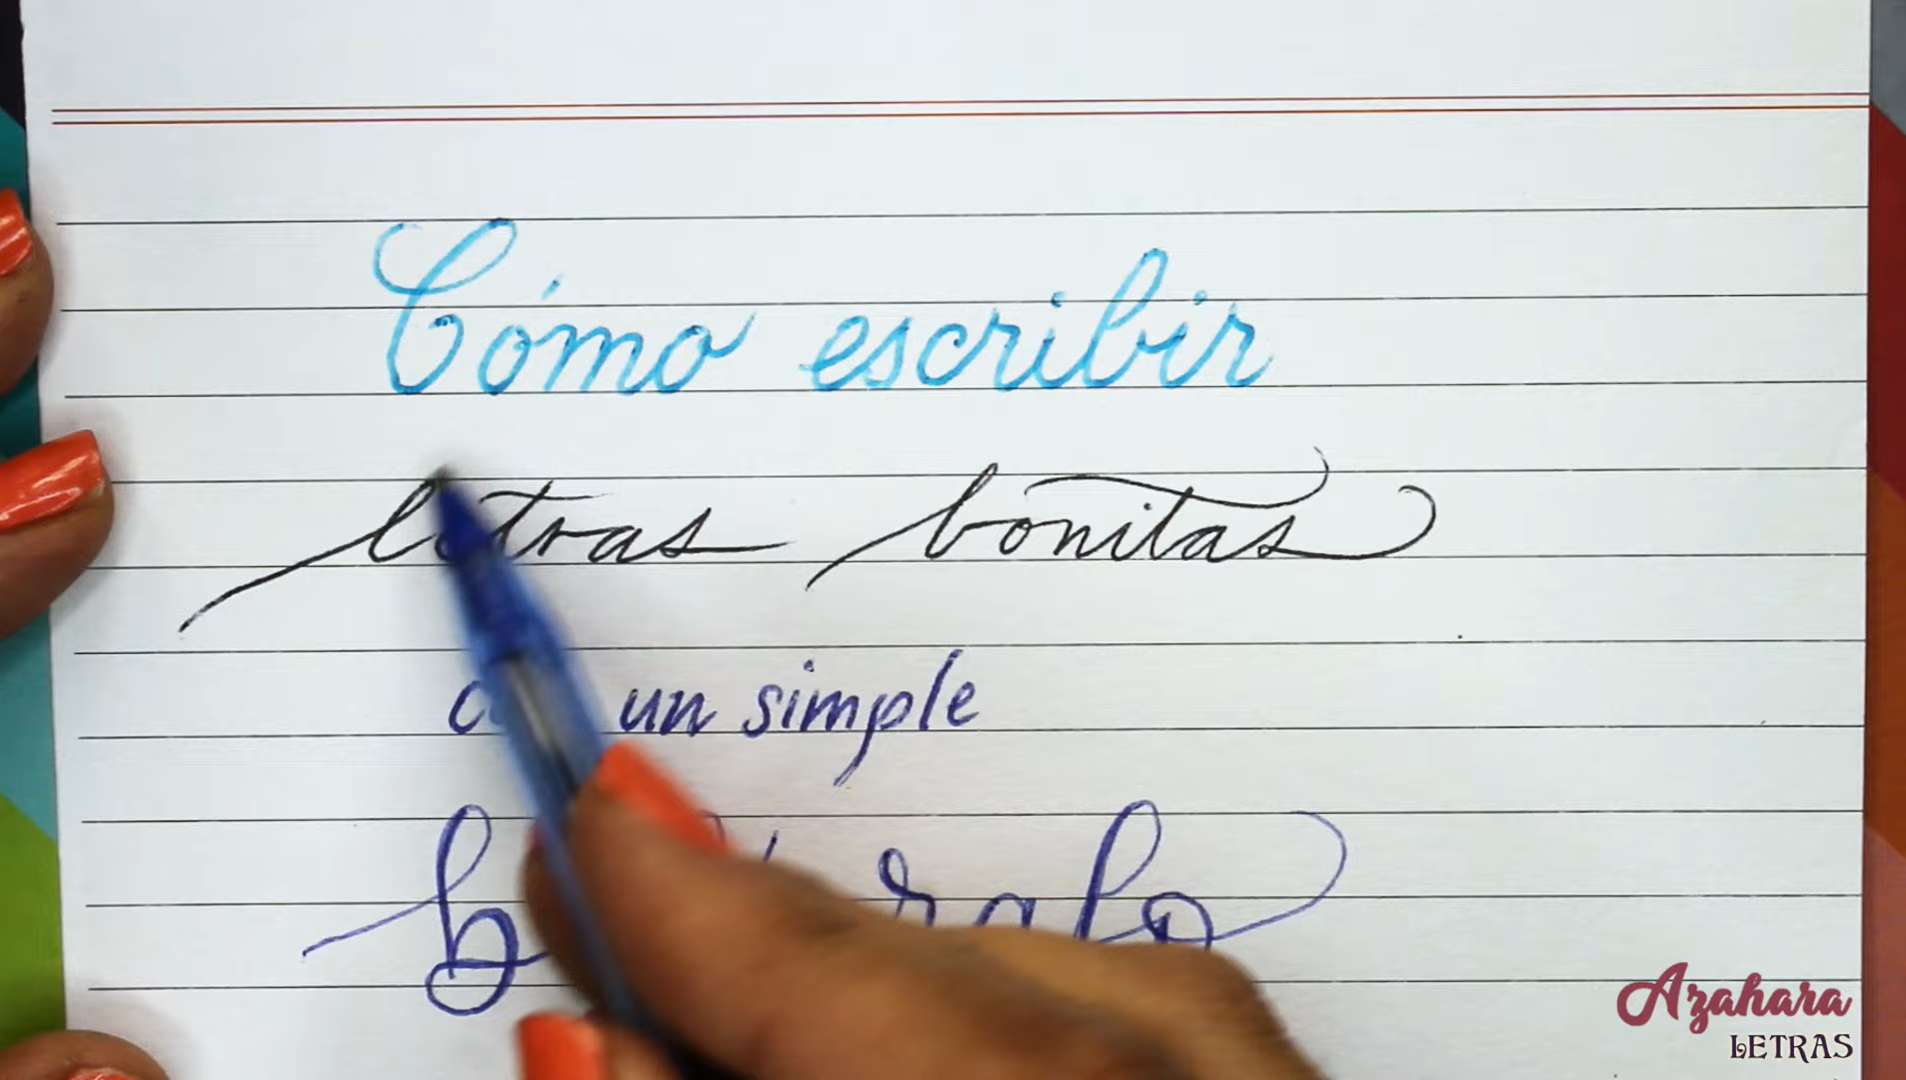 Cómo escribir
letras bonitas
un simple
Azahara
LETRAS